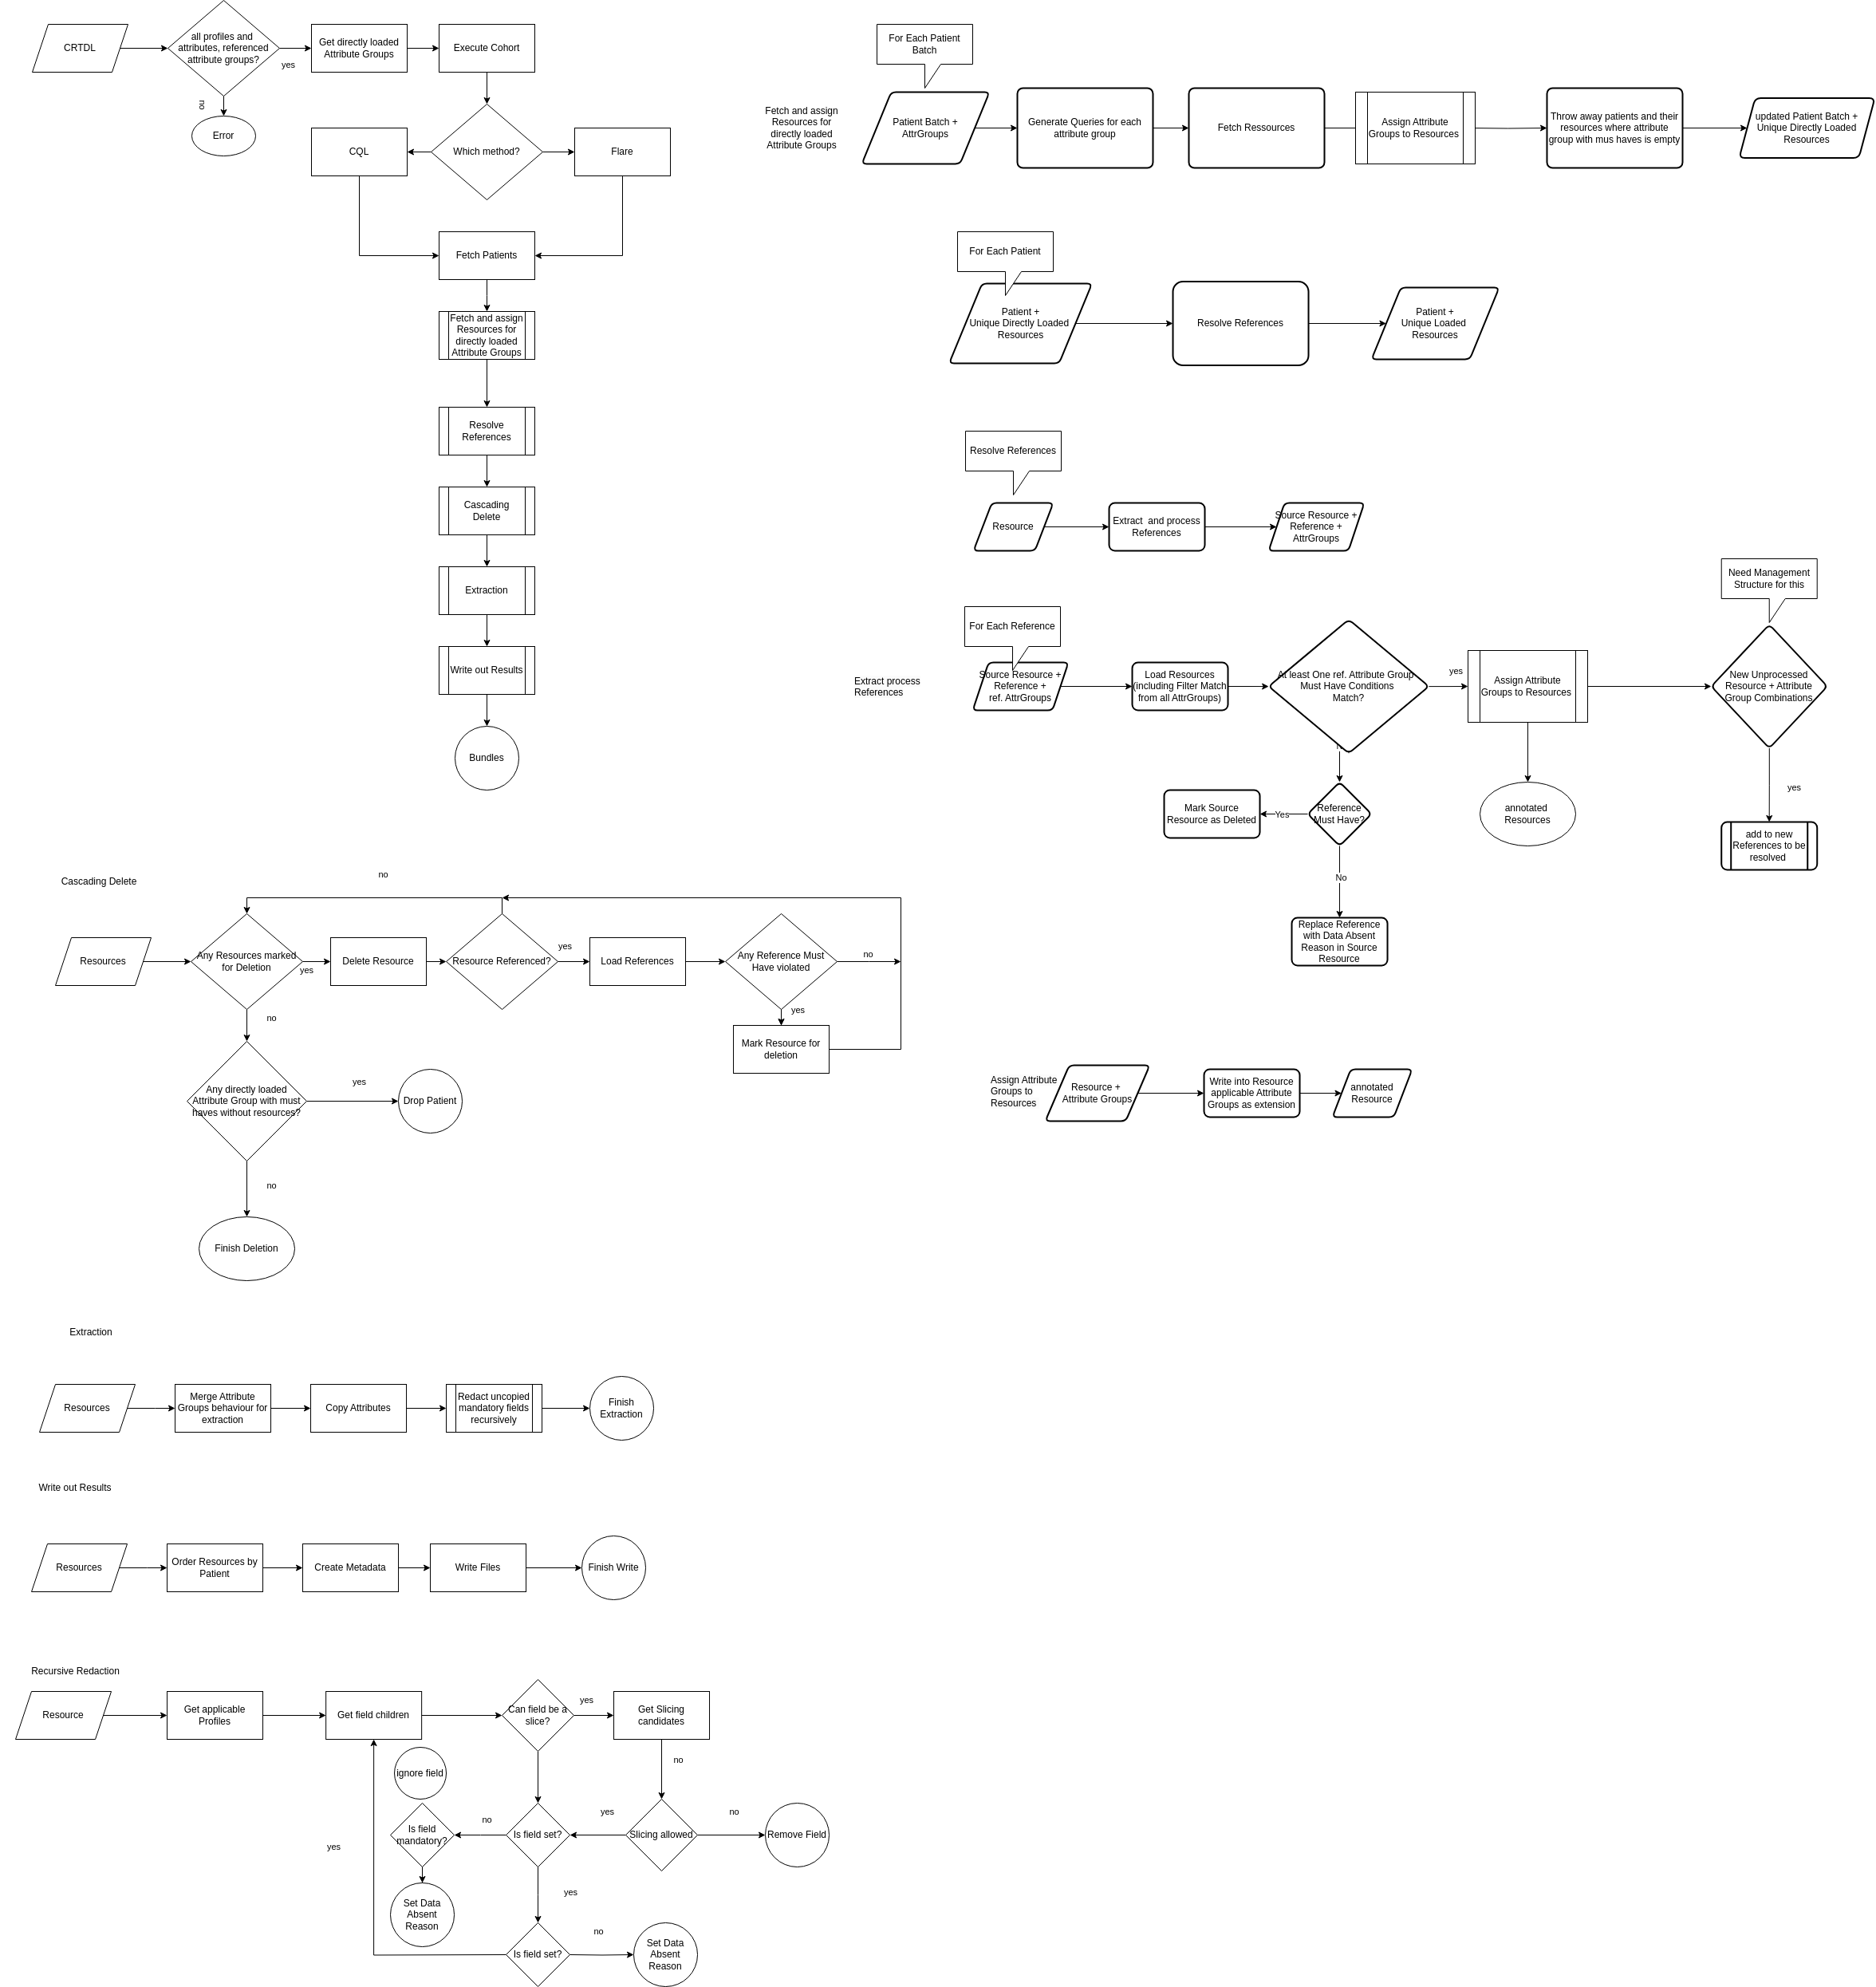 CRTDL
all profiles and
attributes, referenced
attribute groups?
yes
no
Error
Get directly loaded
Attribute Groups
Execute Cohort
CQL
Which method?
Flare
Fetch Patients
Fetch and assign
Resources for
directly loaded
Attribute Groups
Resolve
References
Cascading
Delete
Extraction
Write out Results
Bundles
For Each Patient
Batch
Fetch and assign
Resources for
directly loaded
Attribute Groups
Patient Batch +
AttrGroups
Generate Queries for each
attribute group
Fetch Ressources
Assign Attribute
Groups to Resources
Throw away patients and their
resources where attribute
group with mus haves is empty
updated Patient Batch +
Unique Directly Loaded
Resources
For Each Patient
Patient +
Unique Directly Loaded
Resources
Resolve References
Patient +
Unique Loaded
Resources
Resolve References
Resource
Extract  and process
References
Source Resource +
Reference +
AttrGroups
For Each Reference
Extract process
References
Source Resource +
Reference +
ref. AttrGroups
Load Resources
(including Filter Match
from all AttrGroups)
At least One ref. Attribute Group
Must Have Conditions
Match?
yes
Assign Attribute
Groups to Resources
Need Management
Structure for this
New Unprocessed
Resource + Attribute
Group Combinations
yes
add to new
References to be
resolved
annotated
Resources
Reference
Must Have?
Yes
Mark Source
Resource as Deleted
No
Replace Reference
with Data Absent
Reason in Source
Resource
Assign Attribute
Groups to
Resources
Resource +
Attribute Groups
Write into Resource
applicable Attribute
Groups as extension
annotated
Resource
Cascading Delete
no
Resources
Any Resources marked
for Deletion
yes
Delete Resource
Resource Referenced?
yes
Load References
Any Reference Must
Have violated
no
yes
Mark Resource for
deletion
no
Any directly loaded
Attribute Group with must
haves without resources?
yes
Drop Patient
no
Finish Deletion
Extraction
Resources
Merge Attribute
Groups behaviour for
extraction
Copy Attributes
Redact uncopied
mandatory fields
recursively
Finish
Extraction
Write out Results
Resources
Order Resources by
Patient
Create Metadata
Write Files
Finish Write
Recursive Redaction
Resource
Get applicable
Profiles
Get field children
Can field be a
slice?
yes
Get Slicing
candidates
no
ignore field
Is field
mandatory?
no
Is field set?
yes
Slicing allowed
no
Remove Field
yes
Set Data
Absent
Reason
yes
Is field set?
no
Set Data
Absent
Reason